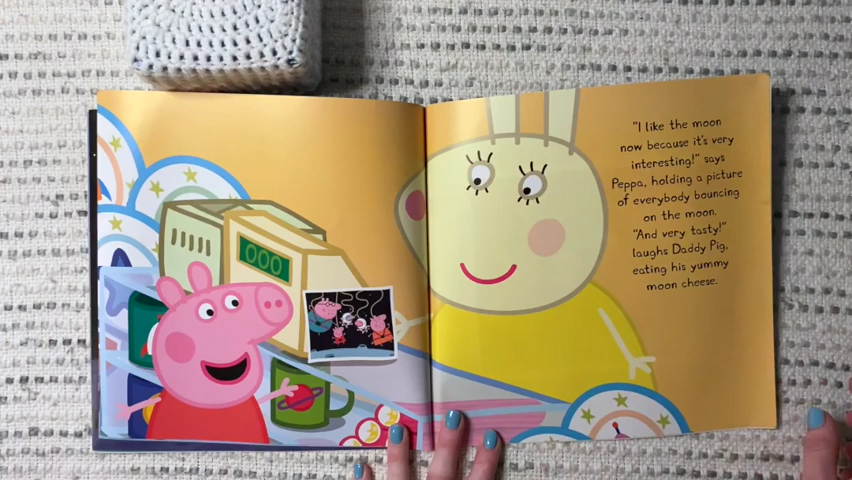 000
"I like the moon
now because it's very
interesting!" says
Peppa, holding a picture
of everybody bouncing
on the moon.
"And very tasty!"
laughs Daddy Pig,
eating his yummy
moon cheese.